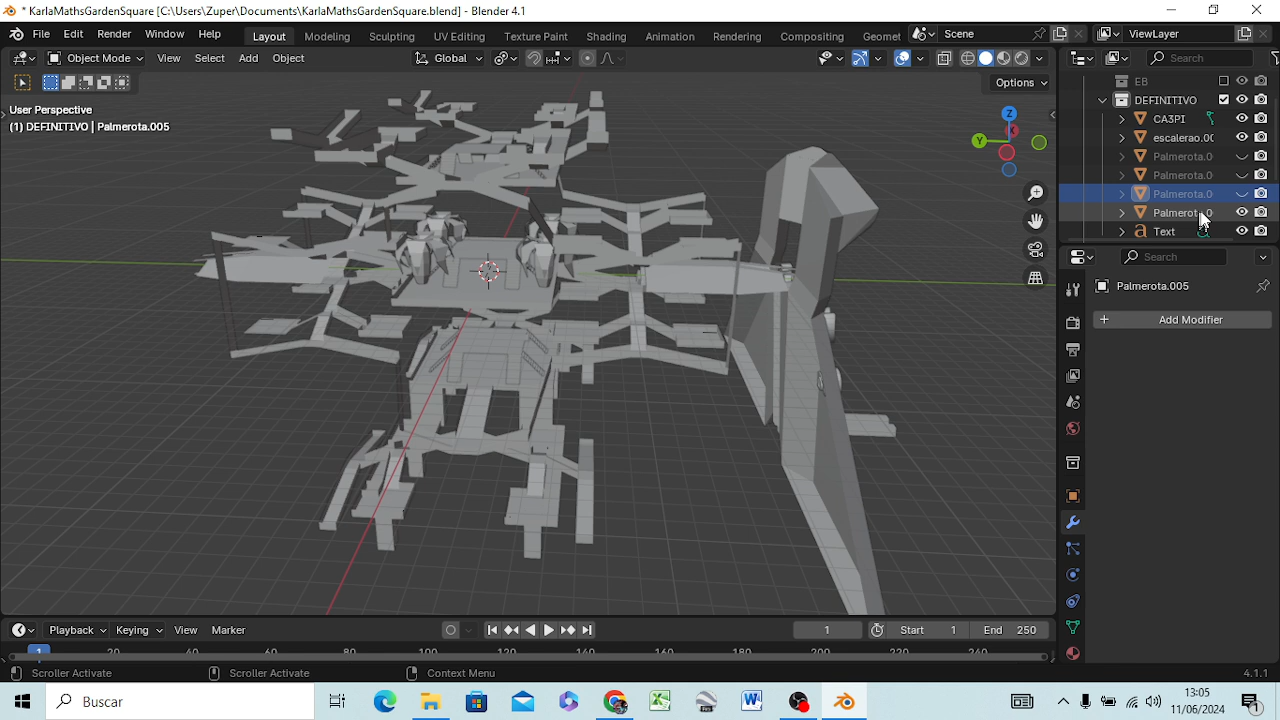 * KarlaMathsGardenSquare [C:\Users\Zuper\Documents\KarlaMathsGardenSquare.blend] - Blender 4.1
File Edit Render Window Help Layout Modeling Sculpting UV Editing Texture Paint Shading Animation Rendering Compositing Geomet Scene ViewLayer
Object Mode View Select Add Object Global Search
Options
EB
User Perspective
(1) DEFINITIVO | Palmerota.005
DEFINITIVO
CA3PI
escalerao.00
Palmerota.0
Palmerota.0
Palmerota.0
Palmerota.0
Text
Search
Palmerota.005
Add Modifier
X
Y
Z
Playback Keying View Marker 1 Start 1 End 250
1 20 40 60 80 100 120 140 160 180 200 220 240
Scroller Activate Scroller Activate Context Menu 4.1.1
Buscar
13:05
11/06/2024
1